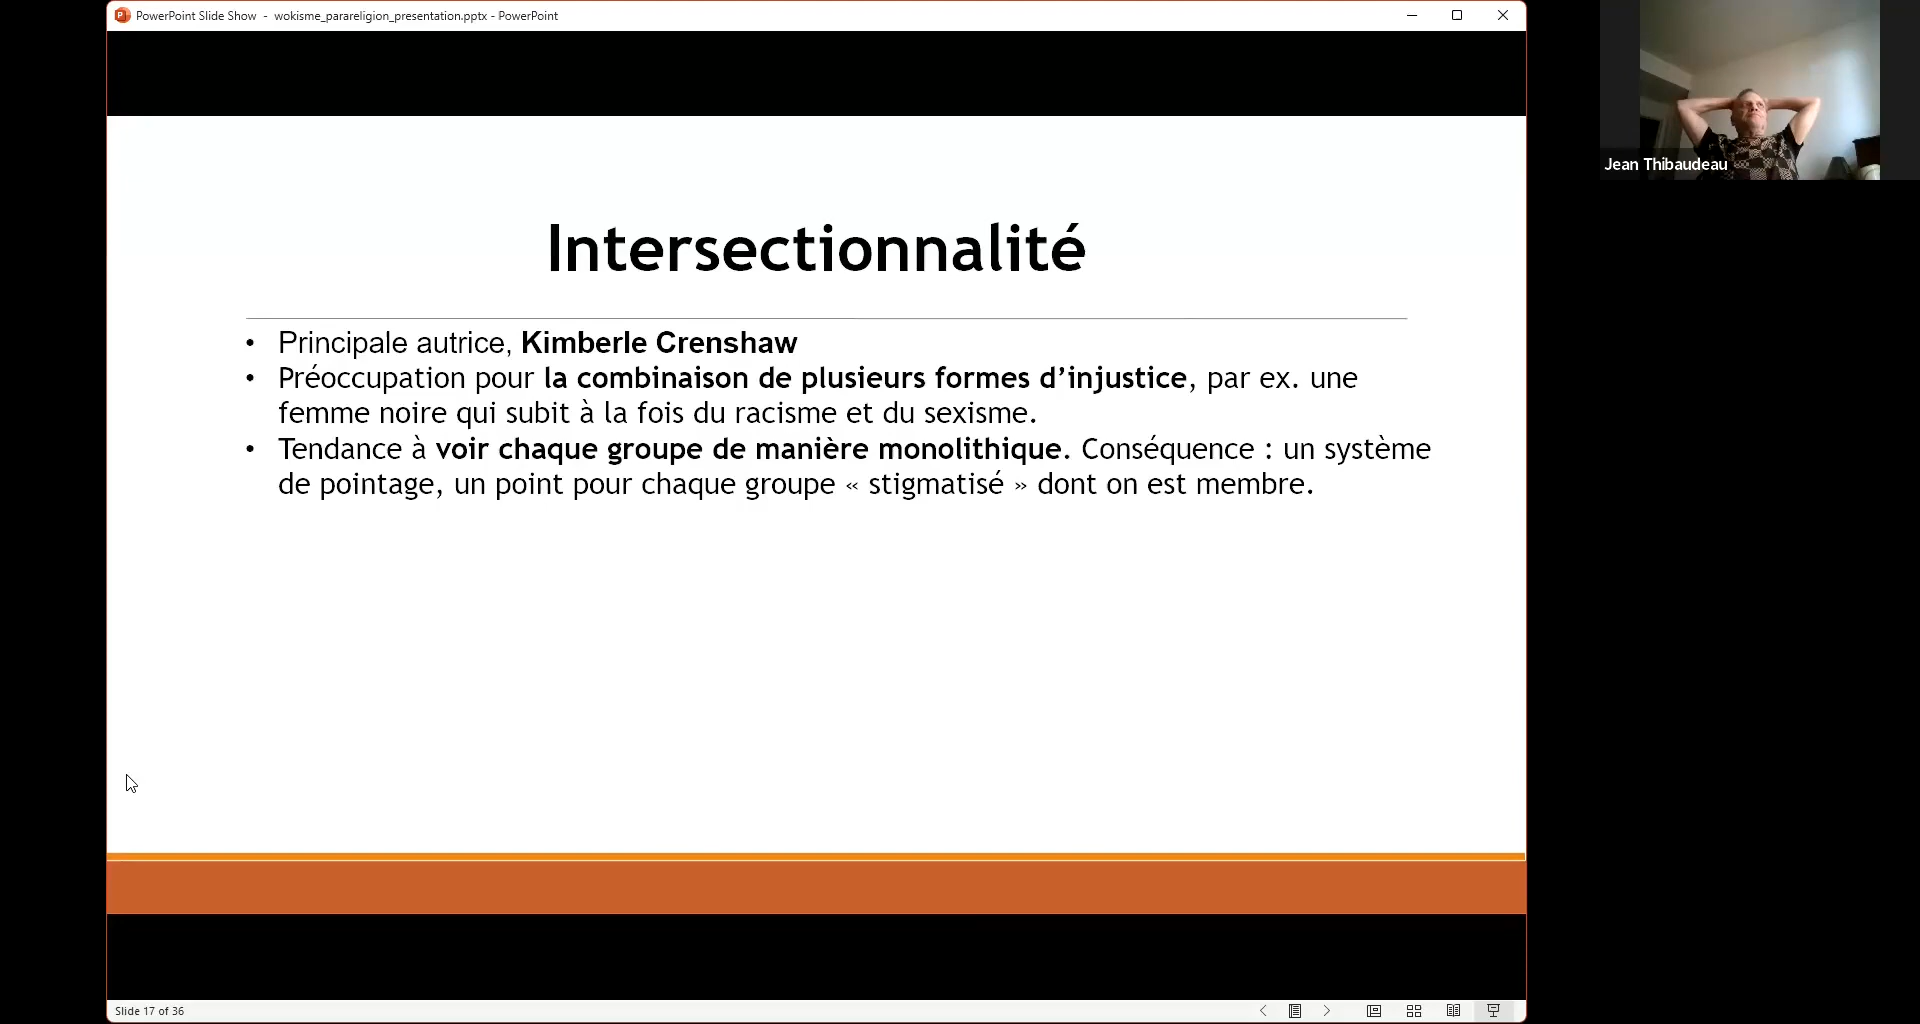 PowerPoint Slide Show - wokisme_parareligion_presentation.pptx - PowerPoint
Jean Thibaudeau
Intersectionnalité
• Principale autrice, Kimberle Crenshaw
• Préoccupation pour la combinaison de plusieurs formes d’injustice, par ex. une
femme noire qui subit à la fois du racisme et du sexisme.
• Tendance à voir chaque groupe de manière monolithique. Conséquence : un système
de pointage, un point pour chaque groupe « stigmatisé » dont on est membre.
Slide 17 of 36